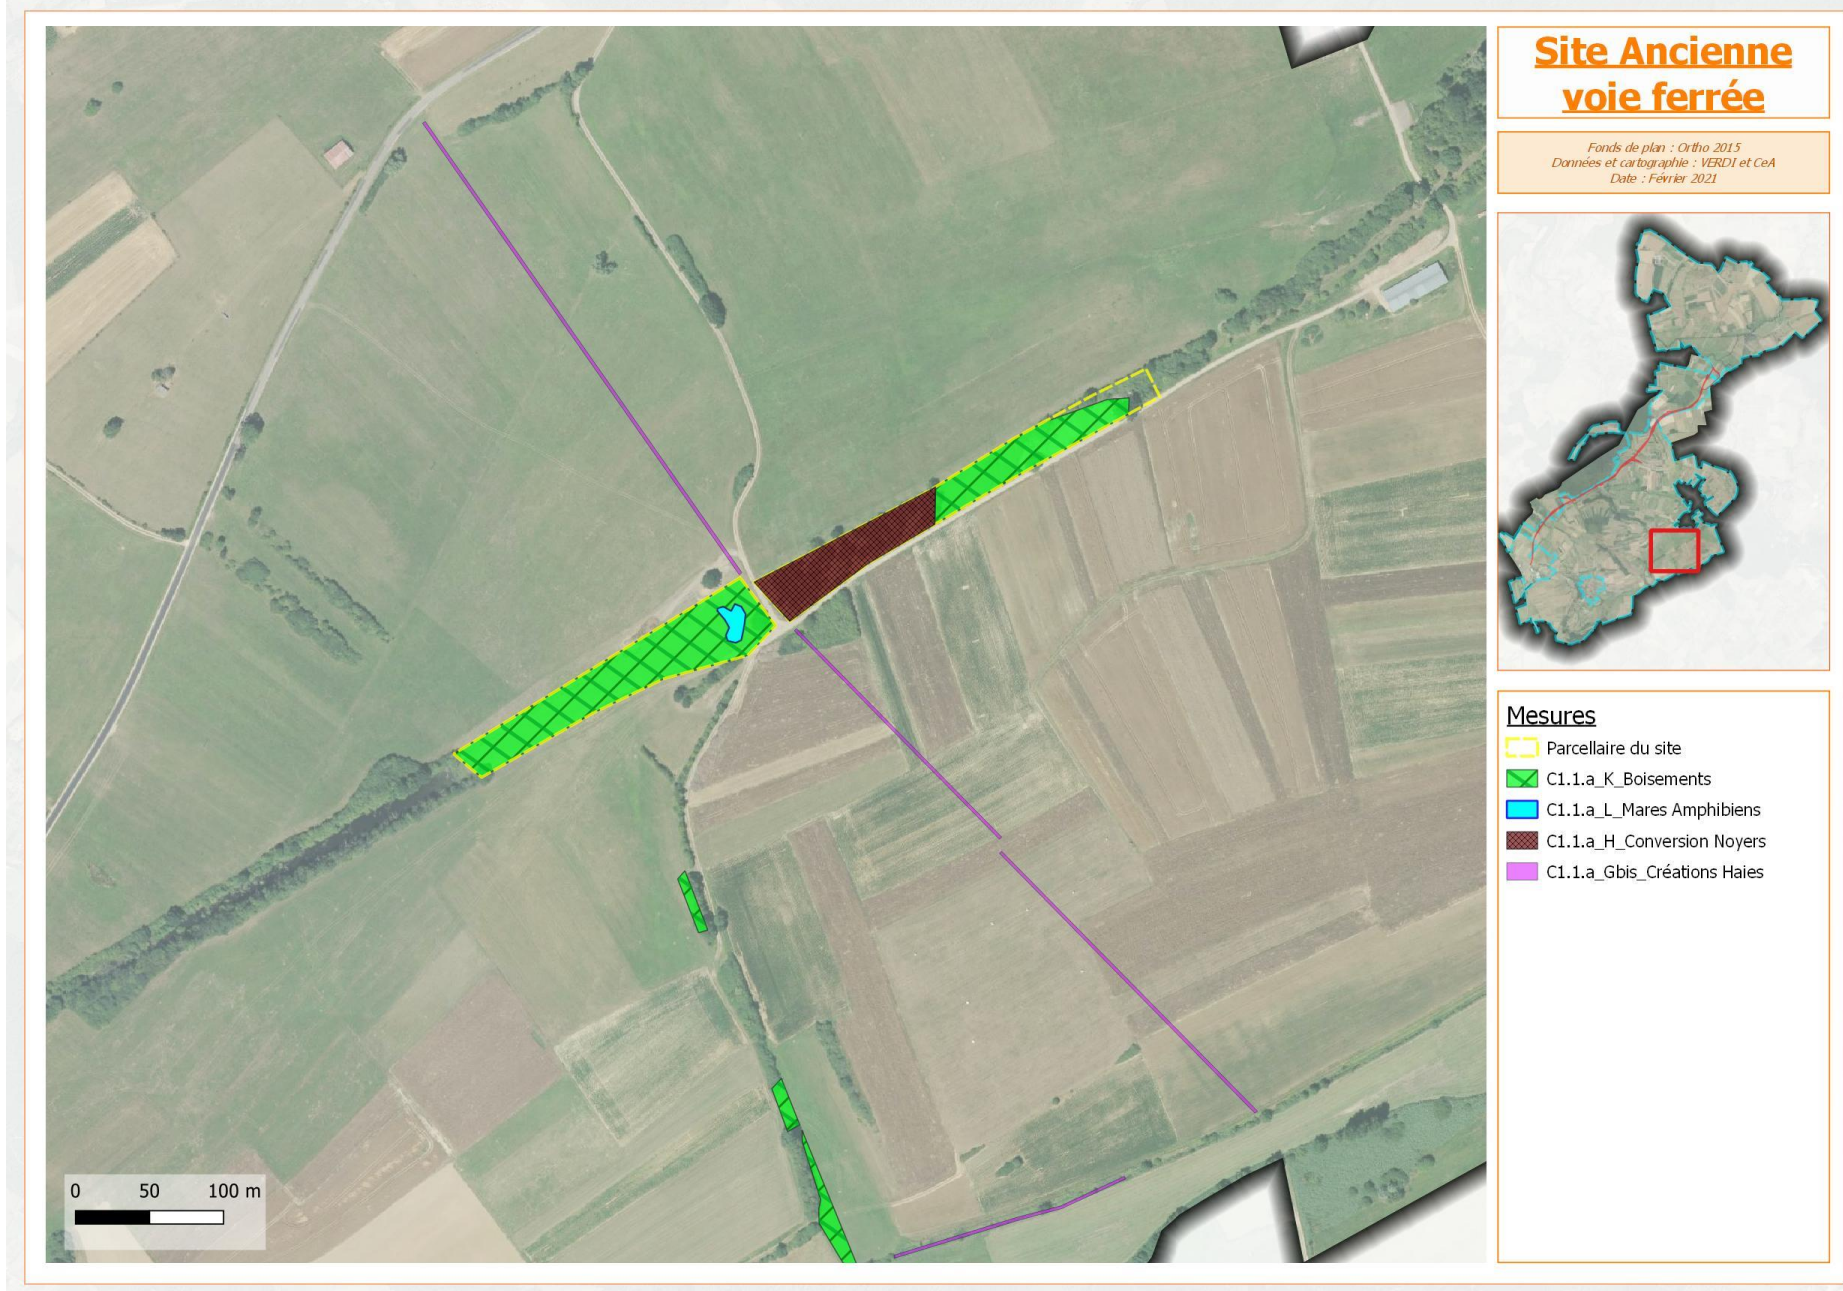 Site Ancienne
voie ferrée
Fonds de plan : Ortho 2015
Données et cartographie : VERDI et CeA
Date : Février 2021
Mesures
Parcellaire du site
C1.1.a_K_Boisements
C1.1.a_L_Mares Amphibiens
C1.1.a_H_Conversion Noyers
C1.1.a_Gbis_Créations Haies
0 50 100 m